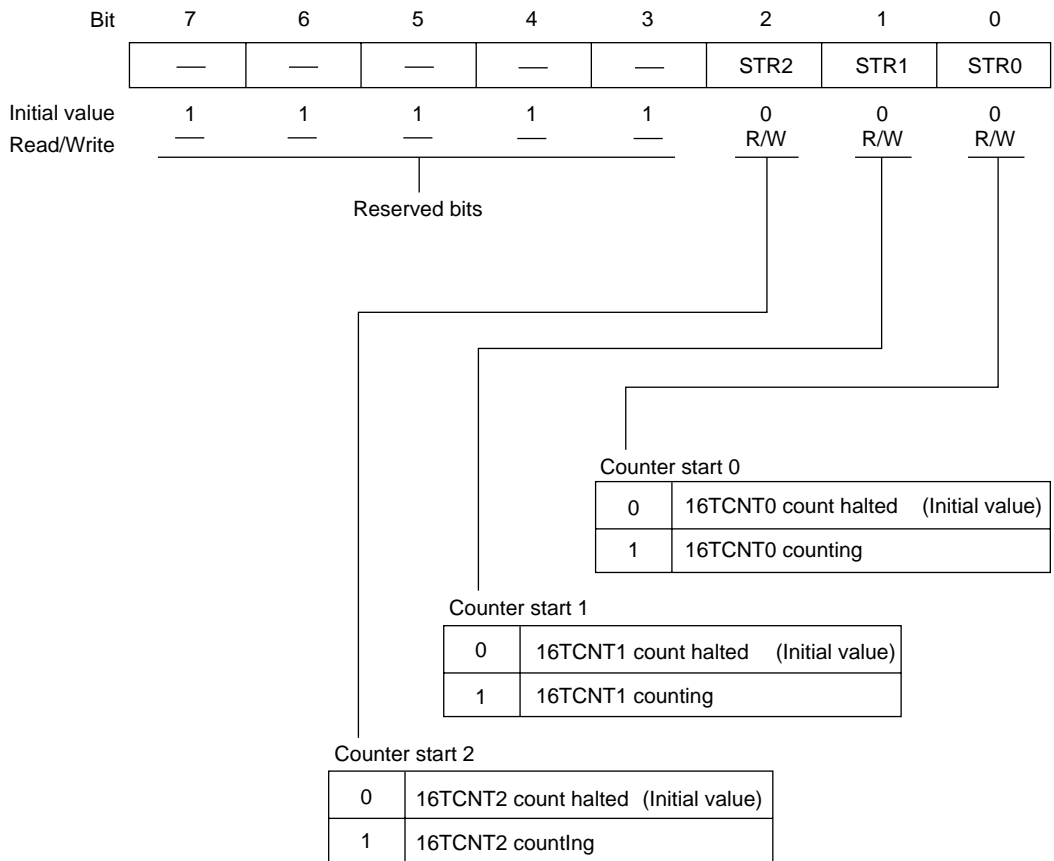 Bit 7 6 5 4 3 2 1 0
— — — — — STR2 STR1 STR0
Initial value 1 1 1 1 1 0 0 0
Read/Write — — — — — R/W R/W R/W
Reserved bits
Counter start 0
0 16TCNT0 count halted (Initial value)
1 16TCNT0 counting
Counter start 1
0 16TCNT1 count halted (Initial value)
1 16TCNT1 counting
Counter start 2
0 16TCNT2 count halted (Initial value)
1 16TCNT2 countIng